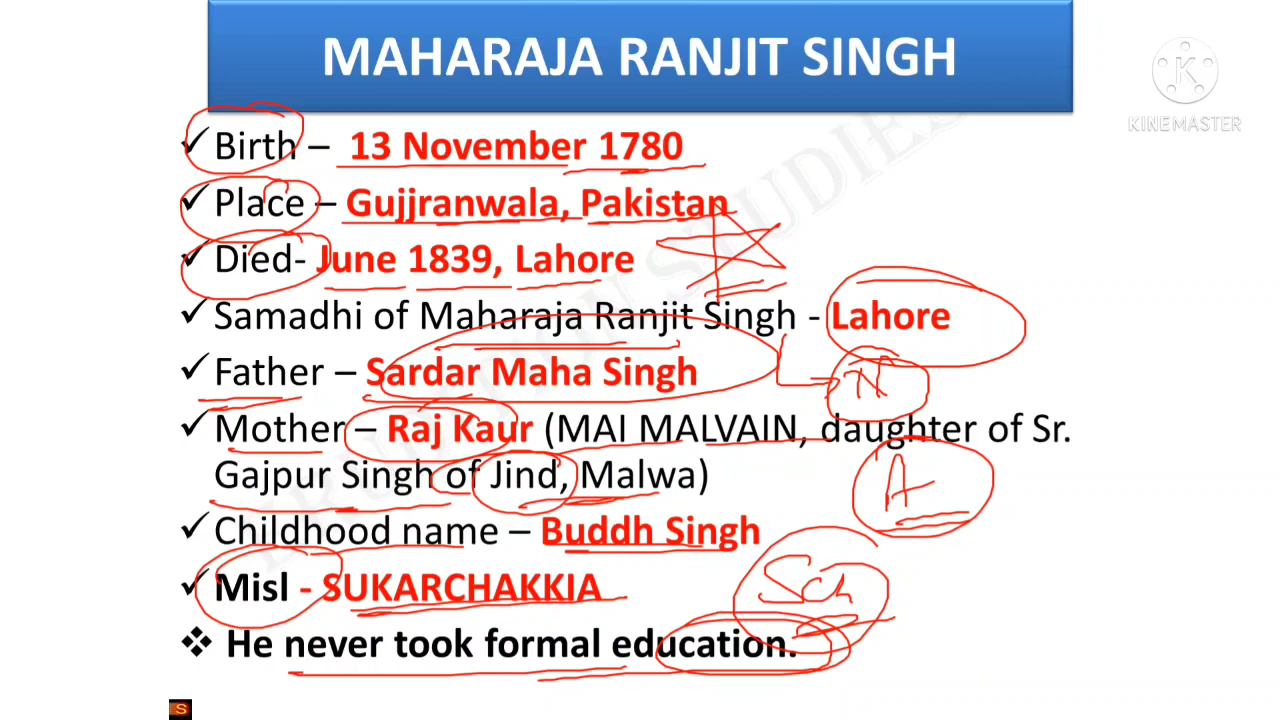 MAHARAJA RANJIT SINGH
K
KINEMASTER
✓ Birth – 13 November 1780
✓ Place – Gujjranwala, Pakistan
✓ Died- June 1839, Lahore
✓ Samadhi of Maharaja Ranjit Singh - Lahore
✓ Father – Sardar Maha Singh
✓ Mother – Raj Kaur (MAI MALVAIN, daughter of Sr.
Gajpur Singh of Jind, Malwa)
A
✓ Childhood name – Buddh Singh
✓ Misl - SUKARCHAKKIA
Sch
❖ He never took formal education.
S